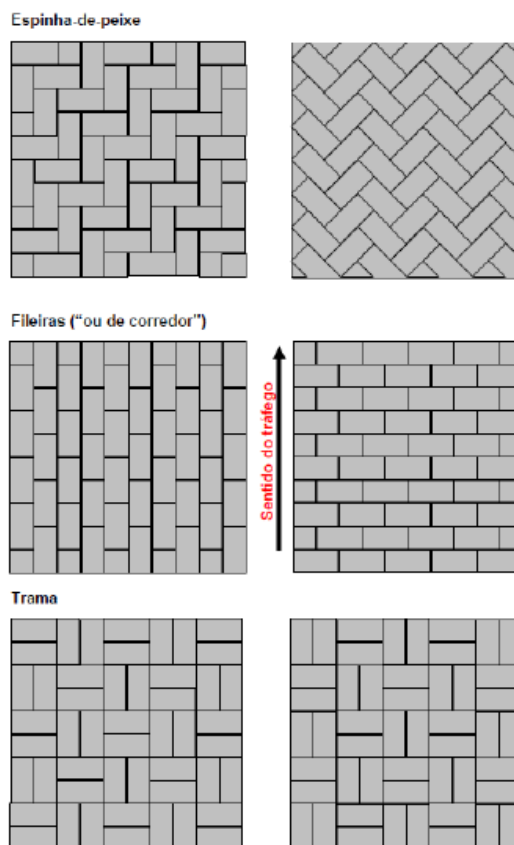 Espinha-de-peixe
Fileiras (“ou de corredor”)
Sentido do tráfego
Trama